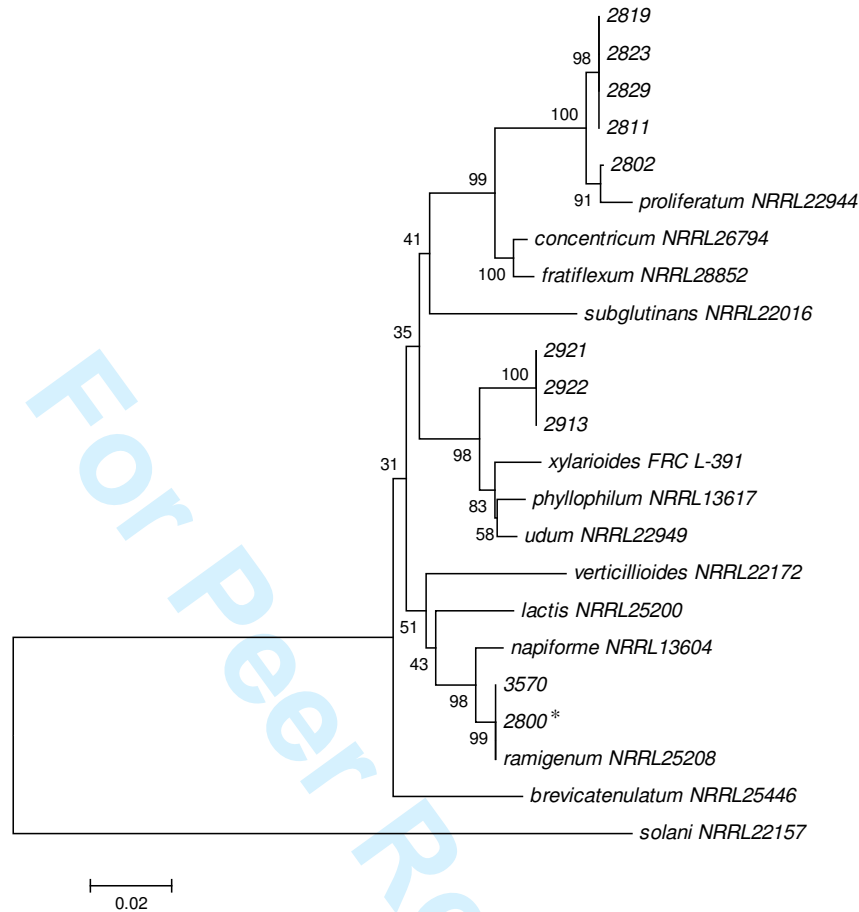 2819
2823
98
2829
100
2811
2802
99
91
proliferatum NRRL22944
41
concentricum NRRL26794
100
fratiflexum NRRL28852
subglutinans NRRL22016
35
2921
100
2922
2913
98
31
xylarioides FRC L-391
83
phyllophilum NRRL13617
58
udum NRRL22949
verticillioides NRRL22172
51
lactis NRRL25200
43
napiforme NRRL13604
98
3570
2800*
99
ramigenum NRRL25208
brevicatenulatum NRRL25446
solani NRRL22157
0.02
For Peer Re